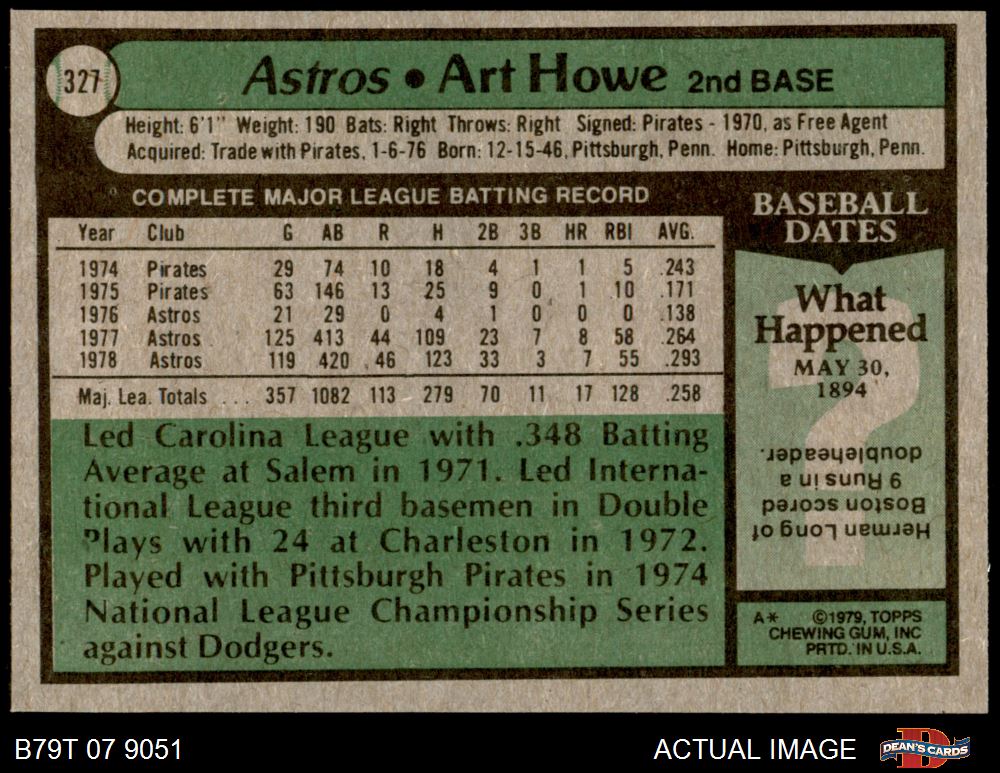 327
Astros • Art Howe 2nd BASE
Height: 6'1" Weight: 190 Bats: Right Throws: Right Signed: Pirates - 1970, as Free Agent
Acquired: Trade with Pirates, 1-6-76 Born: 12-15-46, Pittsburgh, Penn. Home: Pittsburgh, Penn.
COMPLETE MAJOR LEAGUE BATTING RECORD
Year Club G AB R H 2B 3B HR RBI AVG.
1974 Pirates 29 74 10 18 4 1 1 5 .243
1975 Pirates 63 146 13 25 9 0 1 10 .171
1976 Astros 21 29 0 4 1 0 0 0 .138
1977 Astros 125 413 44 109 23 7 8 58 .264
1978 Astros 119 420 46 123 33 3 7 55 .293
Maj. Lea. Totals ... 357 1082 113 279 70 11 17 128 .258
Led Carolina League with .348 Batting
Average at Salem in 1971. Led Interna-
tional League third basemen in Double
Plays with 24 at Charleston in 1972.
Played with Pittsburgh Pirates in 1974
National League Championship Series
against Dodgers.
BASEBALL
DATES
What
Happened
MAY 30,
1894
Herman Long of
Boston scored
9 Runs in a
doubleheader.
A* ©1979, TOPPS
CHEWING GUM, INC
PRTD. IN U.S.A.
B79T 07 9051
ACTUAL IMAGE
DEAN'S CARDS